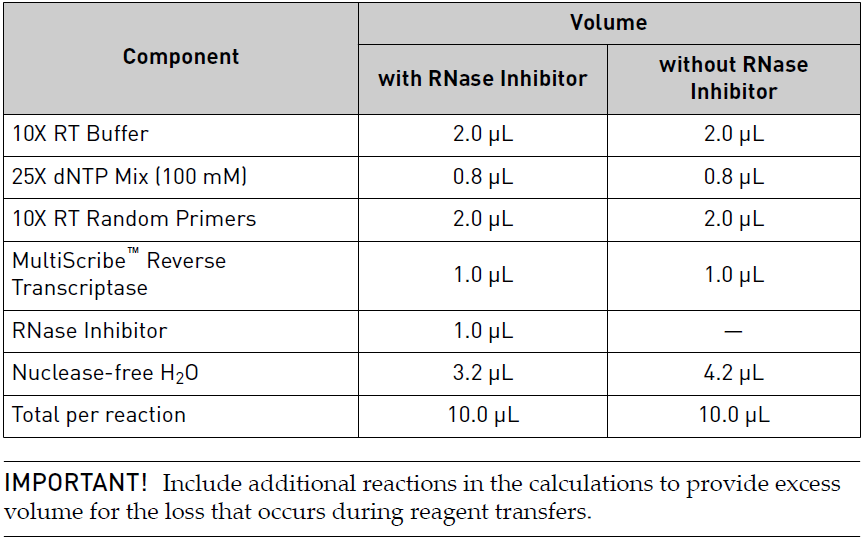 Component
Volume
with RNase Inhibitor
without RNase
Inhibitor
10X RT Buffer 2.0 µL 2.0 µL
25X dNTP Mix (100 mM) 0.8 µL 0.8 µL
10X RT Random Primers 2.0 µL 2.0 µL
MultiScribe™ Reverse
Transcriptase 1.0 µL 1.0 µL
RNase Inhibitor 1.0 µL —
Nuclease-free H₂O 3.2 µL 4.2 µL
Total per reaction 10.0 µL 10.0 µL
IMPORTANT! Include additional reactions in the calculations to provide excess
volume for the loss that occurs during reagent transfers.